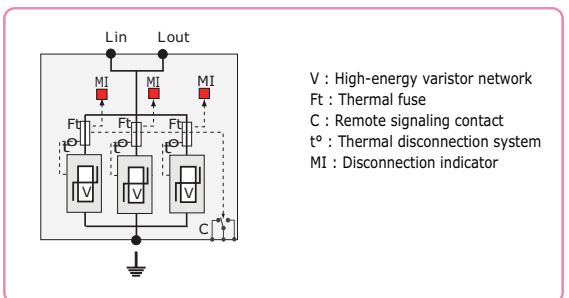 Lin Lout
MI MI MI
Ft Ft Ft
t° t° t°
V V V
C
V : High-energy varistor network
Ft : Thermal fuse
C : Remote signaling contact
t° : Thermal disconnection system
MI : Disconnection indicator